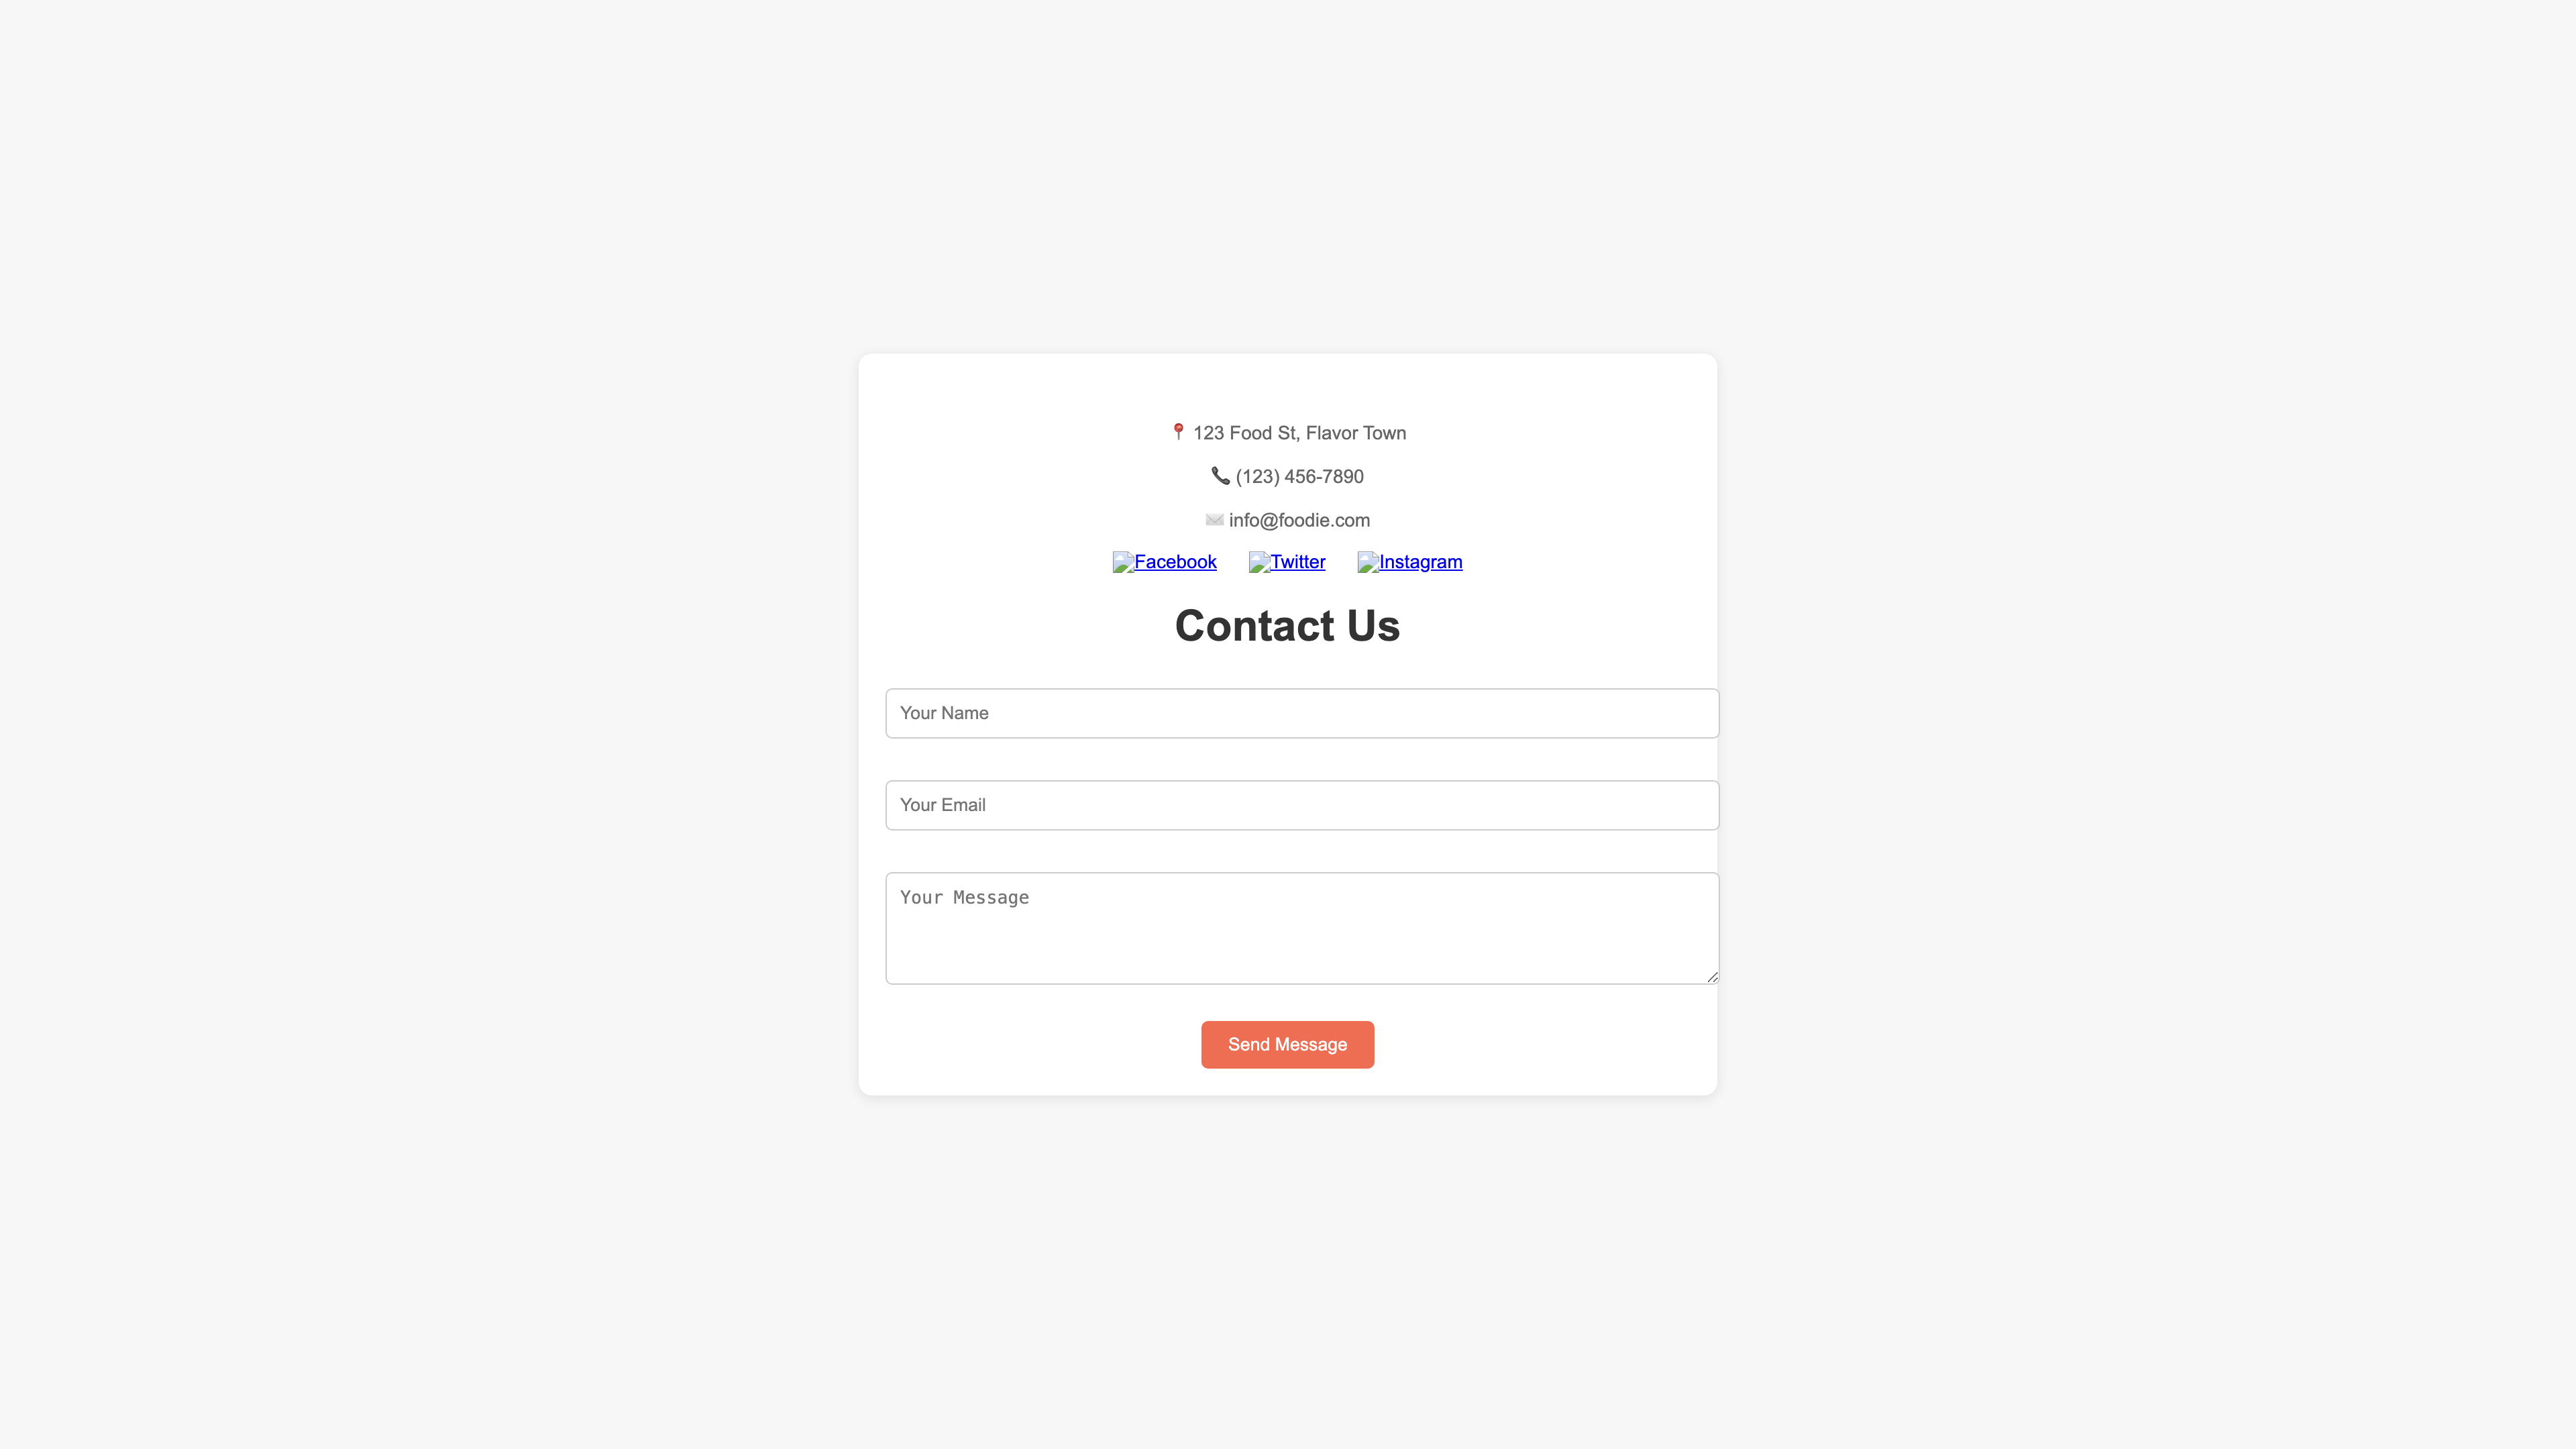 📍 123 Food St, Flavor Town
📞 (123) 456-7890
✉️ info@foodie.com
Facebook Twitter Instagram
Contact Us
Your Name
Your Email
Your Message
Send Message